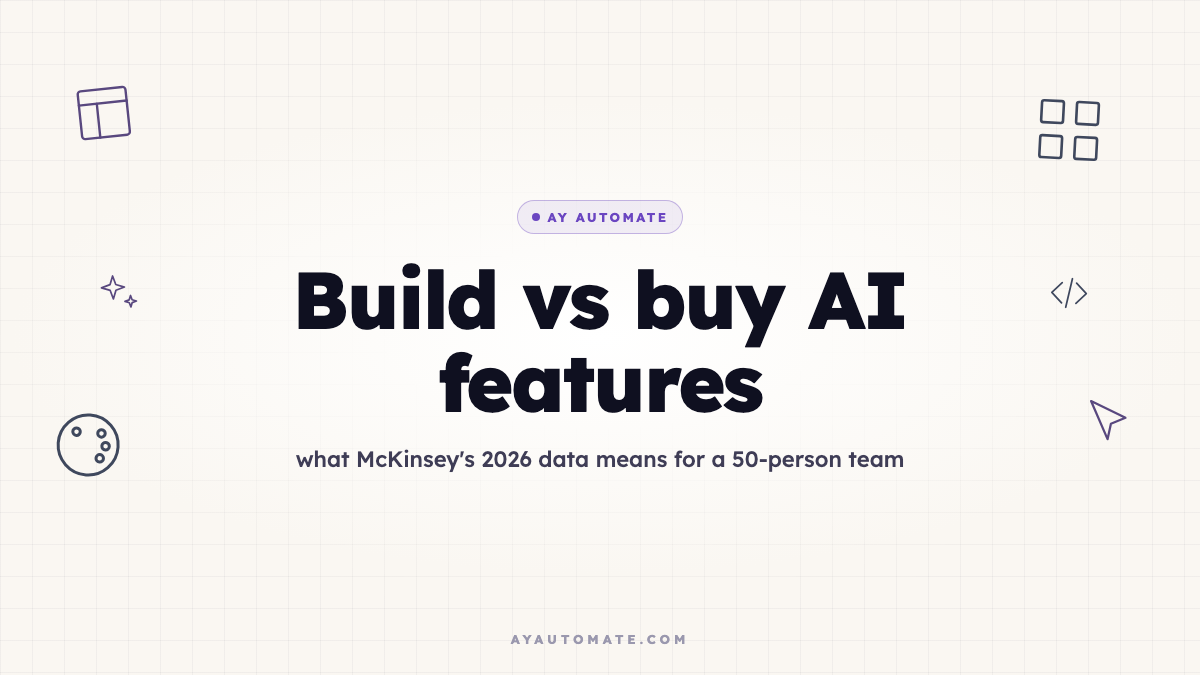 AY AUTOMATE
Build vs buy AI
features
what McKinsey's 2026 data means for a 50-person team
AYAUTOMATE.COM